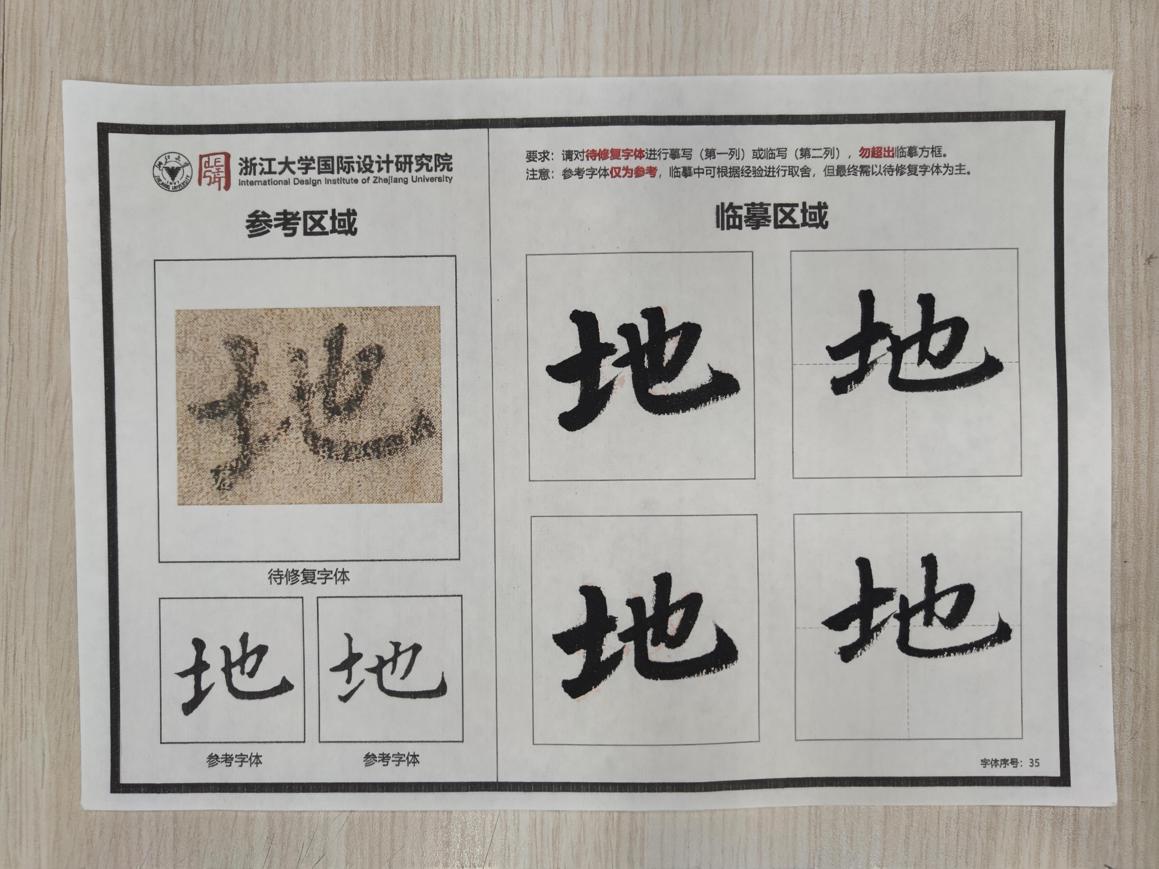 浙江大学国际设计研究院
International Design Institute of Zhejiang University
参考区域
地
待修复字体
地 地
参考字体 参考字体
要求：请对待修复字体进行摹写（第一列）或临写（第二列），勿超出临摹方框。
注意：参考字体仅为参考，临摹中可根据经验进行取舍，但最终需以待修复字体为主。
临摹区域
地 地
地 地
字体序号：35